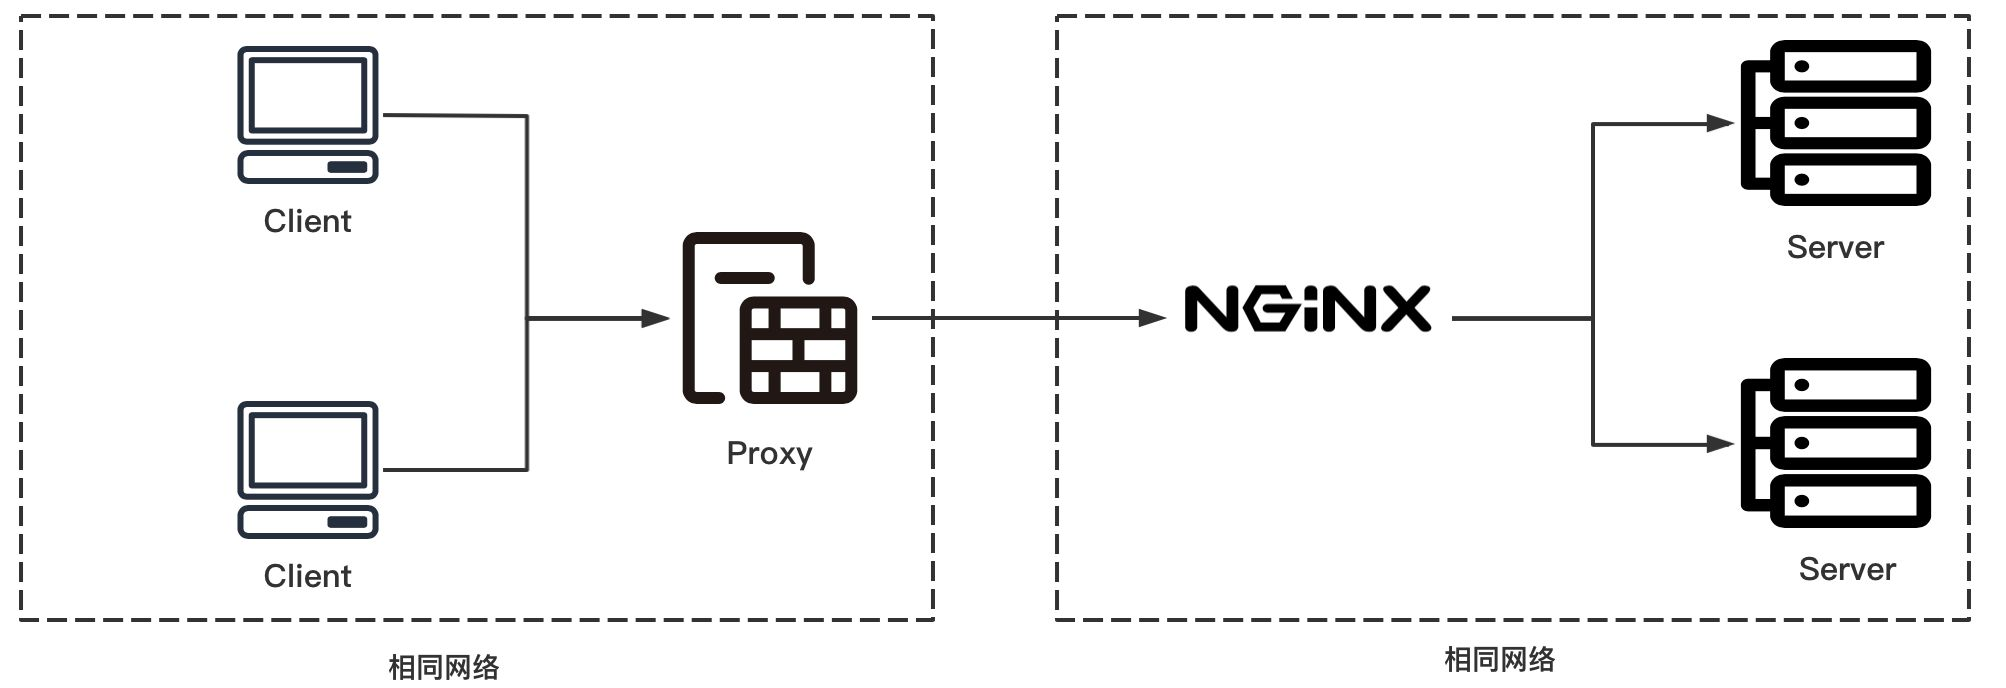 Client
Client
Proxy
相同网络
NGiNX
Server
Server
相同网络